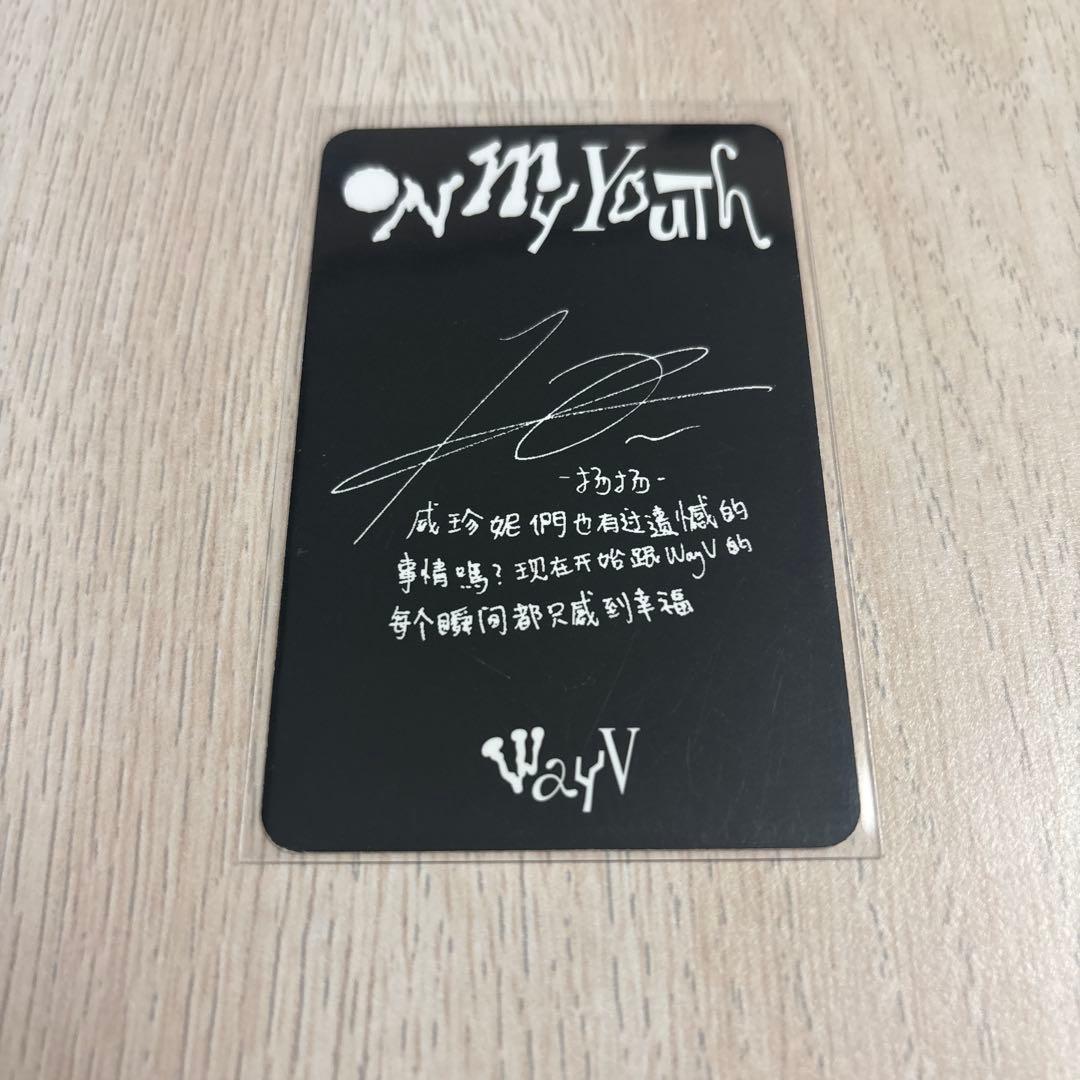 ON My Youth
-扬扬-
威珍妮們也有过遺憾的
事情嗎?现在开始跟WayV的
每个瞬间都只感到幸福
WayV